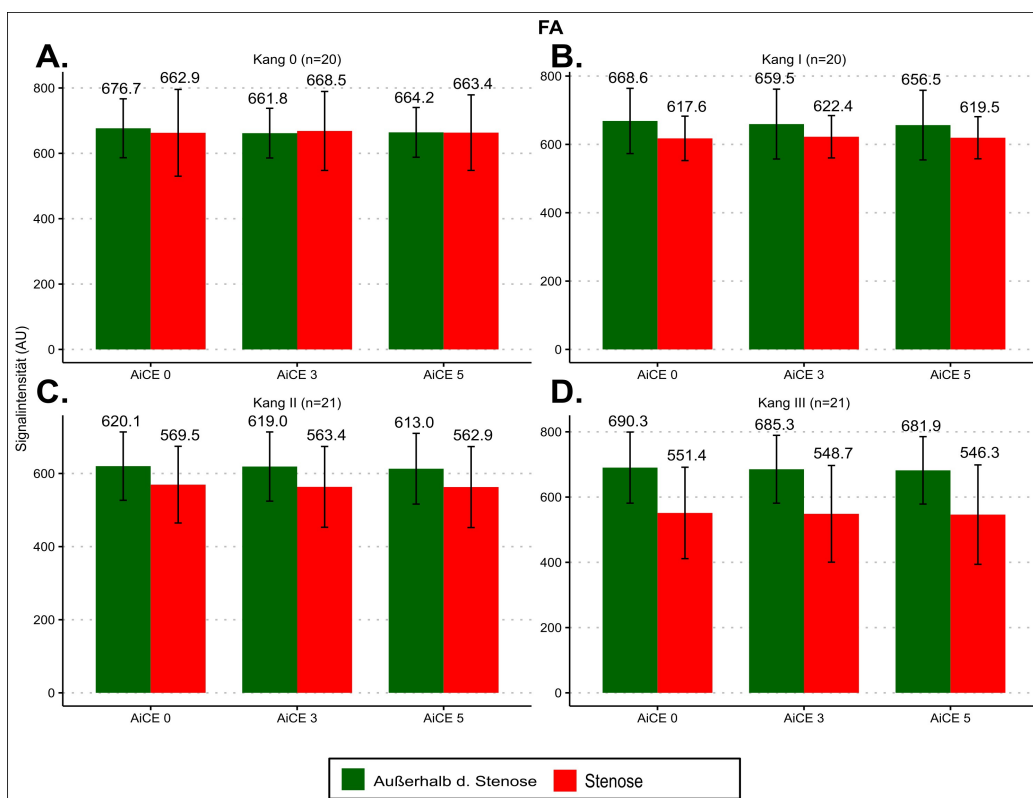 FA
A.
Kang 0 (n=20)
676.7 662.9 661.8 668.5 664.2 663.4
800
600
400
200
0
AiCE 0 AiCE 3 AiCE 5
B.
Kang I (n=20)
668.6 617.6 659.5 622.4 656.5 619.5
800
600
400
200
0
AiCE 0 AiCE 3 AiCE 5
Signalintensität (AU)
C.
Kang II (n=21)
620.1 569.5 619.0 563.4 613.0 562.9
600
400
200
0
AiCE 0 AiCE 3 AiCE 5
D.
Kang III (n=21)
690.3 551.4 685.3 548.7 681.9 546.3
800
600
400
200
0
AiCE 0 AiCE 3 AiCE 5
Außerhalb d. Stenose Stenose